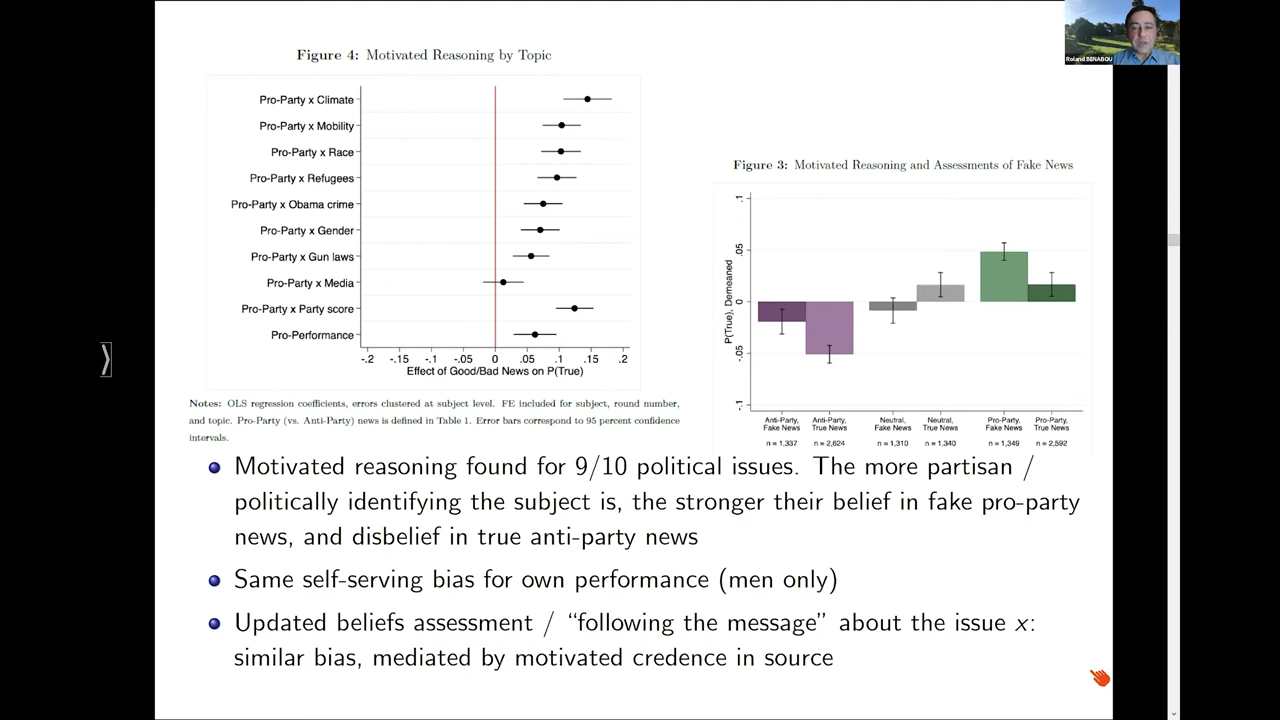 Roland BENABOU
Figure 4: Motivated Reasoning by Topic
Pro-Party x Climate
Pro-Party x Mobility
Pro-Party x Race
Pro-Party x Refugees
Pro-Party x Obama crime
Pro-Party x Gender
Pro-Party x Gun laws
Pro-Party x Media
Pro-Party x Party score
Pro-Performance
-.2 -.15 -.1 -.05 0 .05 .1 .15 .2
Effect of Good/Bad News on P(True)
Notes: OLS regression coefficients, errors clustered at subject level. FE included for subject, round number,
and topic. Pro-Party (vs. Anti-Party) news is defined in Table 1. Error bars correspond to 95 percent confidence
intervals.
Figure 3: Motivated Reasoning and Assessments of Fake News
P(True), Demeaned
.1
.05
0
-.05
-.1
Anti-Party, Fake News
Anti-Party, True News
Neutral, Fake News
Neutral, True News
Pro-Party, Fake News
Pro-Party, True News
n = 1,337 n = 2,624 n = 1,310 n = 1,340 n = 1,349 n = 2,592
Motivated reasoning found for 9/10 political issues. The more partisan /
politically identifying the subject is, the stronger their belief in fake pro-party
news, and disbelief in true anti-party news
Same self-serving bias for own performance (men only)
Updated beliefs assessment / “following the message” about the issue x:
similar bias, mediated by motivated credence in source